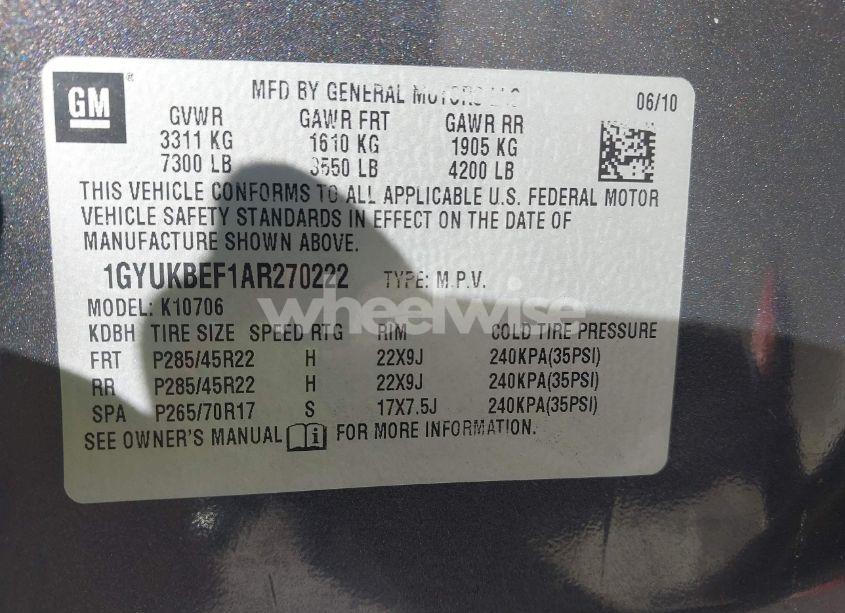 GM®
MFD BY GENERAL MOTORS LLC
06/10
GVWR GAWR FRT GAWR RR
3311 KG 1610 KG 1905 KG
7300 LB 3550 LB 4200 LB
THIS VEHICLE CONFORMS TO ALL APPLICABLE U.S. FEDERAL MOTOR
VEHICLE SAFETY STANDARDS IN EFFECT ON THE DATE OF
MANUFACTURE SHOWN ABOVE.
1GYUKBEF1AR270222 TYPE: M.P.V.
wheelwise
MODEL: K10706
KDBH TIRE SIZE SPEED RTG RIM COLD TIRE PRESSURE
FRT P285/45R22 H 22X9J 240KPA(35PSI)
RR P285/45R22 H 22X9J 240KPA(35PSI)
SPA P265/70R17 S 17X7.5J 240KPA(35PSI)
SEE OWNER'S MANUAL i FOR MORE INFORMATION.